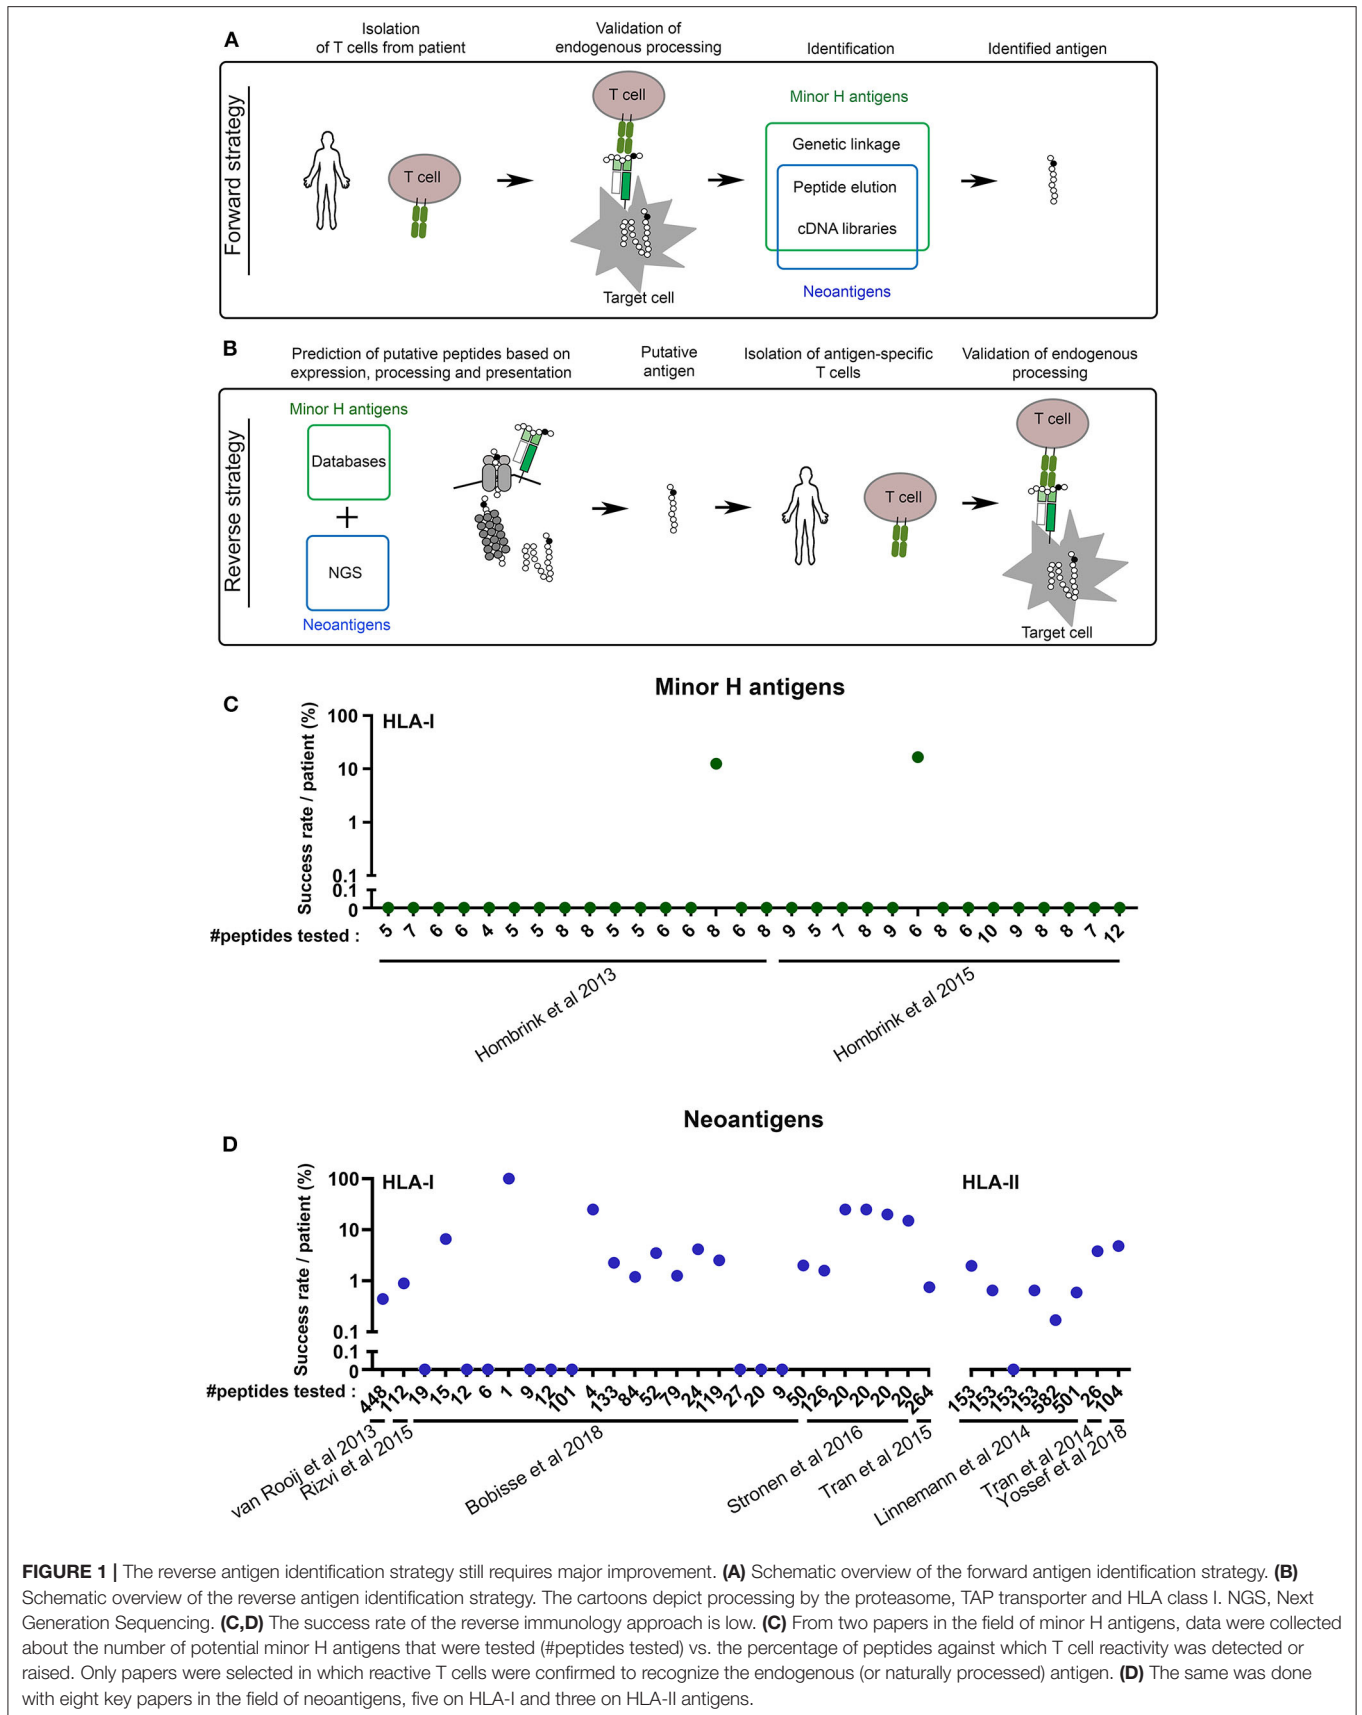 A
Isolation
of T cells from patient
Validation of
endogenous processing
Identification
Identified antigen
Forward strategy
T cell
T cell
Target cell
Minor H antigens
Genetic linkage
Peptide elution
cDNA libraries
Neoantigens
B
Prediction of putative peptides based on
expression, processing and presentation
Putative
antigen
Isolation of antigen-specific
T cells
Validation of endogenous
processing
Reverse strategy
Minor H antigens
Databases
+
NGS
Neoantigens
T cell
T cell
Target cell
Minor H antigens
C
Success rate / patient (%)
HLA-I
100
10
1
0.1
0.1
0
#peptides tested :
5 7 6 6 4 5 5 8 8 5 5 6 6 8 6 8 9 5 7 8 8 6 8 6 10 9 8 8 7 12
Hombrink et al 2013
Hombrink et al 2015
Neoantigens
D
Success rate / patient (%)
HLA-I
HLA-II
100
10
1
0.1
0.1
0
#peptides tested :
448 112 19 15 12 6 1 9 12 101 4 133 84 52 79 24 119 27 20 9 50 126 20 20 20 20 264 153 153 153 153 582 501 26 104
van Rooij et al 2013
Rizvi et al 2015
Bobisse et al 2018
Stronen et al 2016
Tran et al 2015
Linnemann et al 2014
Tran et al 2014
Yossef et al 2018
FIGURE 1 | The reverse antigen identification strategy still requires major improvement. (A) Schematic overview of the forward antigen identification strategy. (B)
Schematic overview of the reverse antigen identification strategy. The cartoons depict processing by the proteasome, TAP transporter and HLA class I. NGS, Next
Generation Sequencing. (C,D) The success rate of the reverse immunology approach is low. (C) From two papers in the field of minor H antigens, data were collected
about the number of potential minor H antigens that were tested (#peptides tested) vs. the percentage of peptides against which T cell reactivity was detected or
raised. Only papers were selected in which reactive T cells were confirmed to recognize the endogenous (or naturally processed) antigen. (D) The same was done
with eight key papers in the field of neoantigens, five on HLA-I and three on HLA-II antigens.